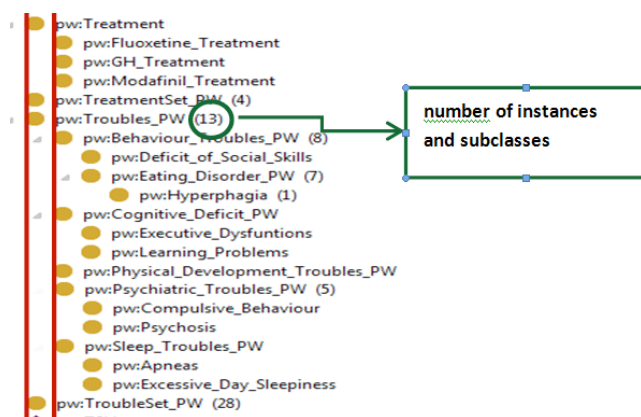 pw:Treatment
pw:Fluoxetine_Treatment
pw:GH_Treatment
pw:Modafinil_Treatment
pw:TreatmentSet_PW (4)
pw:Troubles_PW (13)
pw:Behaviour_Troubles_PW (8)
pw:Deficit_of_Social_Skills
pw:Eating_Disorder_PW (7)
pw:Hyperphagia (1)
pw:Cognitive_Deficit_PW
pw:Executive_Dysfuntions
pw:Learning_Problems
pw:Physical_Development_Troubles_PW
pw:Psychiatric_Troubles_PW (5)
pw:Compulsive_Behaviour
pw:Psychosis
pw:Sleep_Troubles_PW
pw:Apneas
pw:Excessive_Day_Sleepiness
pw:TroubleSet_PW (28)
number of instances
and subclasses